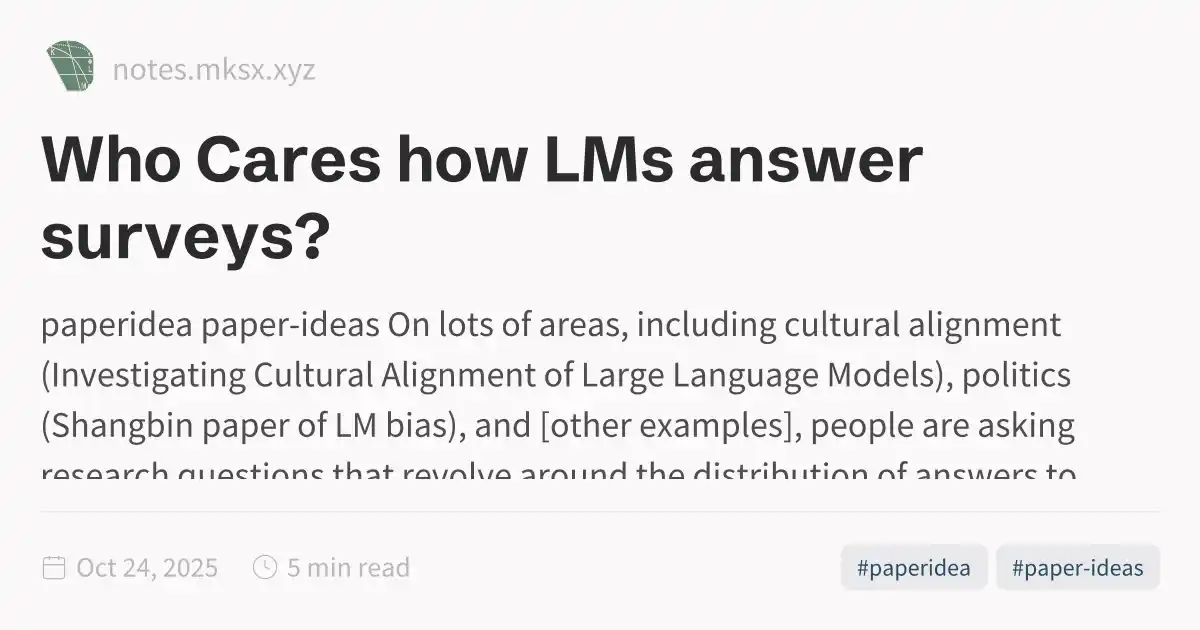 notes.mksx.xyz
Who Cares how LMs answer
surveys?
paperidea paper-ideas On lots of areas, including cultural alignment
(Investigating Cultural Alignment of Large Language Models), politics
(Shangbin paper of LM bias), and [other examples], people are asking
research questions that revolve around the distribution of answers to
Oct 24, 2025
5 min read
#paperidea
#paper-ideas